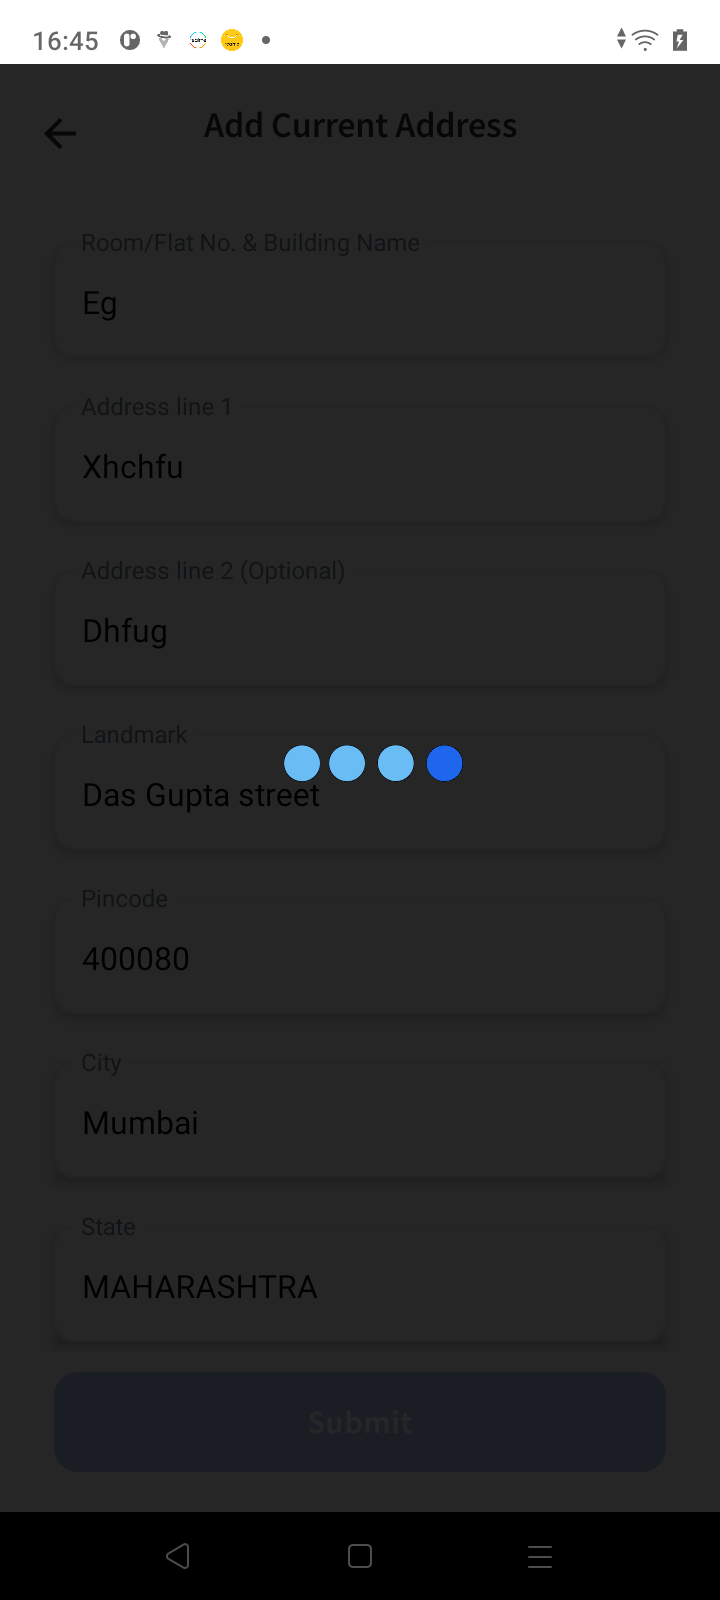 16:45
Add Current Address
Room/Flat No. & Building Name
Eg
Address line 1
Xhchfu
Address line 2 (Optional)
Dhfug
Landmark
Das Gupta street
Pincode
400080
City
Mumbai
State
MAHARASHTRA
Submit